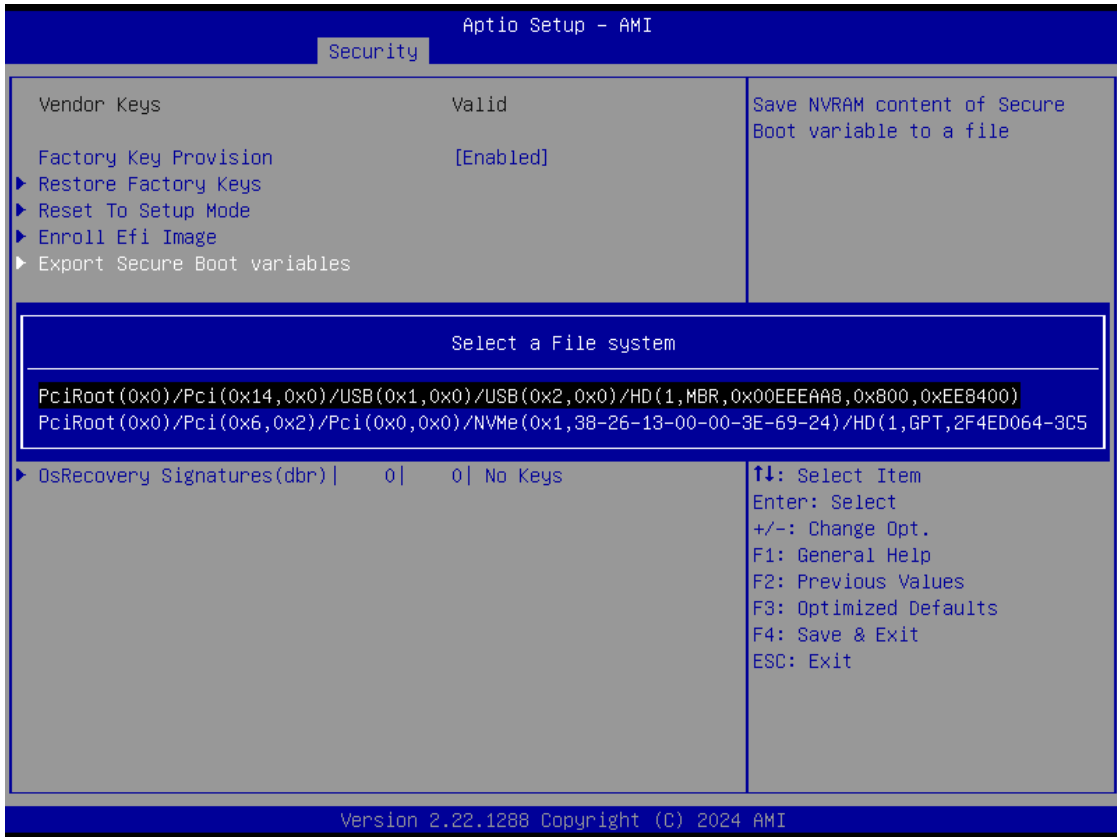 Aptio Setup – AMI
Security
Vendor Keys Valid
Factory Key Provision [Enabled]
Restore Factory Keys
Reset To Setup Mode
Enroll Efi Image
Export Secure Boot variables
Save NVRAM content of Secure
Boot variable to a file
Select a File system
PciRoot(0x0)/Pci(0x14,0x0)/USB(0x1,0x0)/USB(0x2,0x0)/HD(1,MBR,0x00EEEAA8,0x800,0xEE8400)
PciRoot(0x0)/Pci(0x6,0x2)/Pci(0x0,0x0)/NVMe(0x1,38-26-13-00-00-3E-69-24)/HD(1,GPT,2F4ED064-3C5
OsRecovery Signatures(dbr)| 0| 0| No Keys
↑↓: Select Item
Enter: Select
+/-: Change Opt.
F1: General Help
F2: Previous Values
F3: Optimized Defaults
F4: Save & Exit
ESC: Exit
Version 2.22.1288 Copyright (C) 2024 AMI